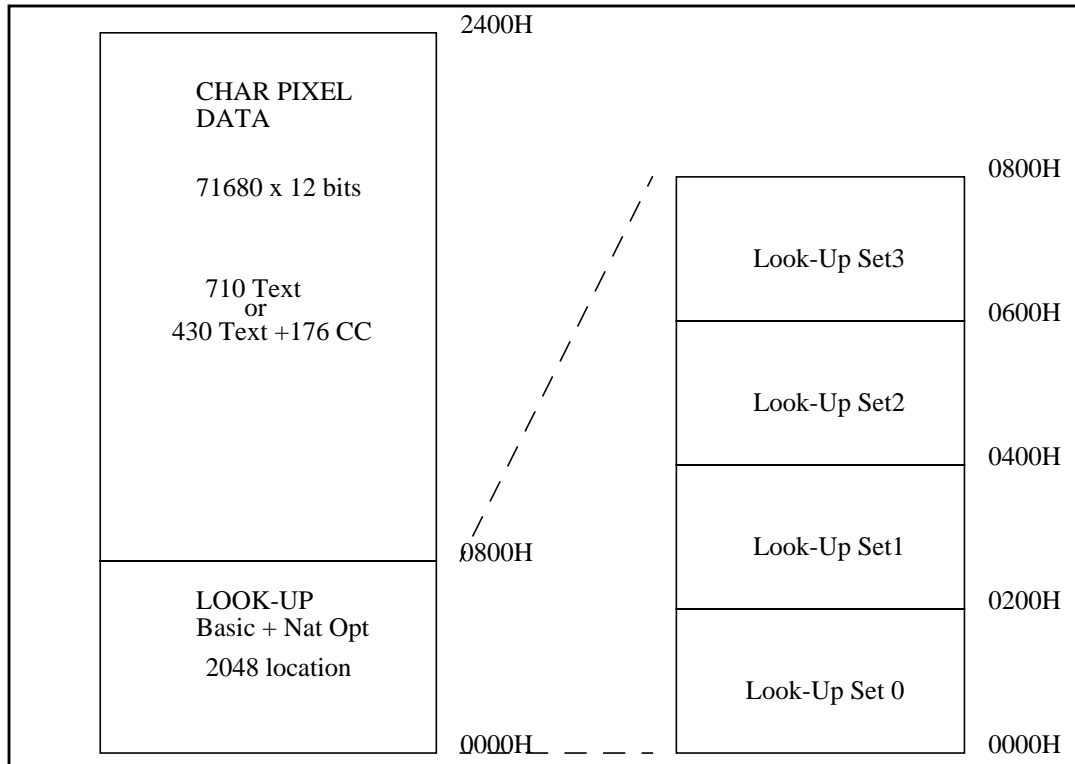 2400H
CHAR PIXEL
DATA
71680 x 12 bits
710 Text
or
430 Text +176 CC
0800H
LOOK-UP
Basic + Nat Opt
2048 location
0000H
0800H
Look-Up Set3
0600H
Look-Up Set2
0400H
Look-Up Set1
0200H
Look-Up Set 0
0000H